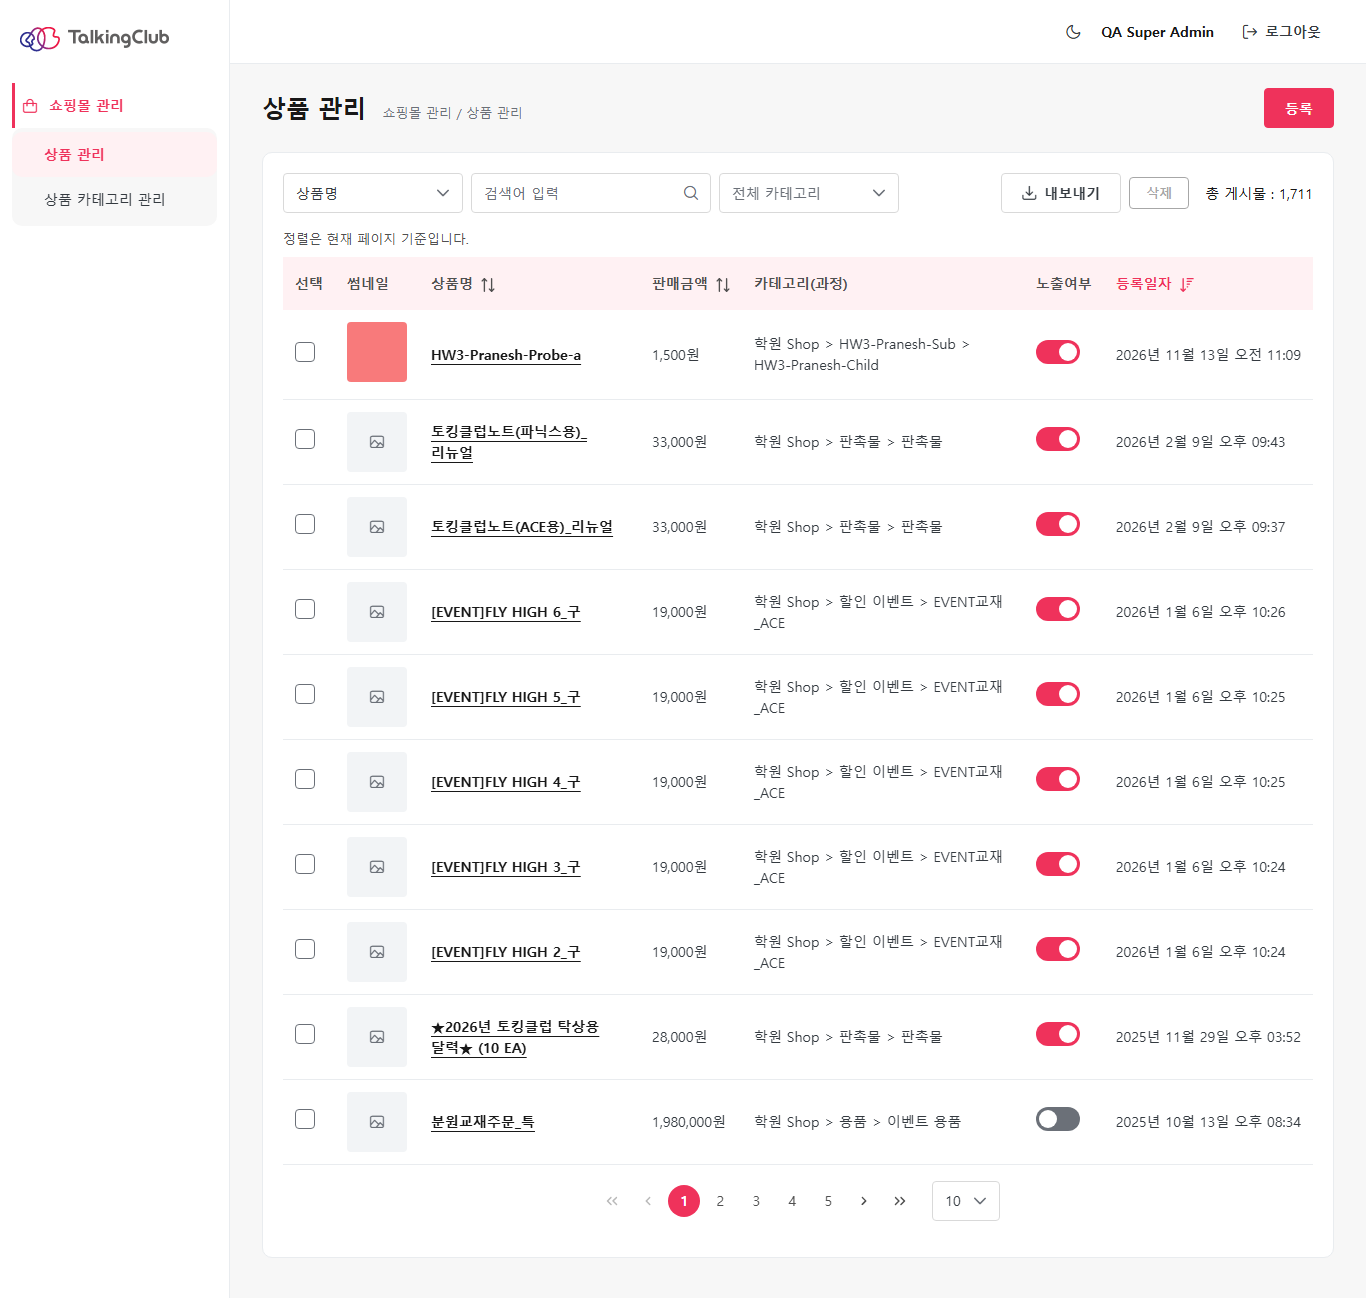 TalkingClub
QA Super Admin
로그아웃
쇼핑몰 관리
상품 관리
상품 카테고리 관리
상품 관리
쇼핑몰 관리 / 상품 관리
등록
상품명
검색어 입력
전체 카테고리
내보내기
삭제
총 게시물 : 1,711
정렬은 현재 페이지 기준입니다.
선택 썸네일 상품명 판매금액 카테고리(과정) 노출여부 등록일자
HW3-Pranesh-Probe-a
1,500원
학원 Shop > HW3-Pranesh-Sub >
HW3-Pranesh-Child
2026년 11월 13일 오전 11:09
토킹클럽노트(파닉스용)_
리뉴얼
33,000원
학원 Shop > 판촉물 > 판촉물
2026년 2월 9일 오후 09:43
토킹클럽노트(ACE용)_리뉴얼
33,000원
학원 Shop > 판촉물 > 판촉물
2026년 2월 9일 오후 09:37
[EVENT]FLY HIGH 6_구
19,000원
학원 Shop > 할인 이벤트 > EVENT교재
_ACE
2026년 1월 6일 오후 10:26
[EVENT]FLY HIGH 5_구
19,000원
학원 Shop > 할인 이벤트 > EVENT교재
_ACE
2026년 1월 6일 오후 10:25
[EVENT]FLY HIGH 4_구
19,000원
학원 Shop > 할인 이벤트 > EVENT교재
_ACE
2026년 1월 6일 오후 10:25
[EVENT]FLY HIGH 3_구
19,000원
학원 Shop > 할인 이벤트 > EVENT교재
_ACE
2026년 1월 6일 오후 10:24
[EVENT]FLY HIGH 2_구
19,000원
학원 Shop > 할인 이벤트 > EVENT교재
_ACE
2026년 1월 6일 오후 10:24
★2026년 토킹클럽 탁상용
달력★ (10 EA)
28,000원
학원 Shop > 판촉물 > 판촉물
2025년 11월 29일 오후 03:52
분원교재주문_특
1,980,000원
학원 Shop > 용품 > 이벤트 용품
2025년 10월 13일 오후 08:34
« ‹ 1 2 3 4 5 › » 10